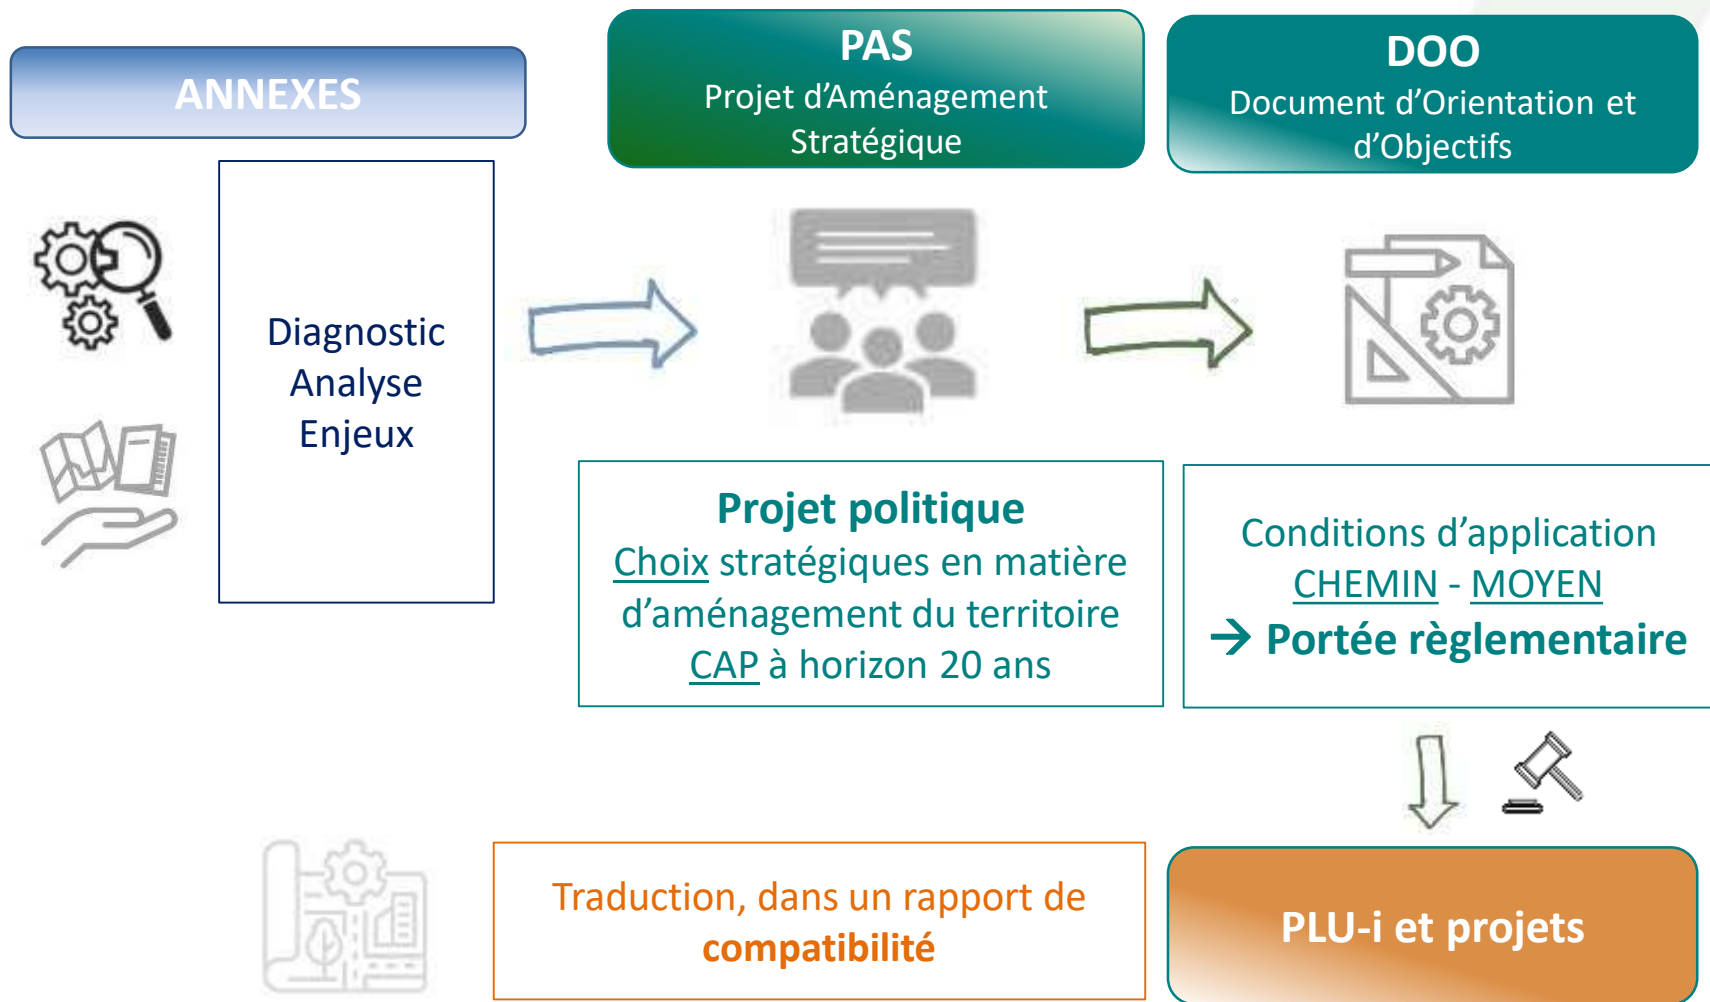 ANNEXES
PAS
Projet d'Aménagement
Stratégique
DOO
Document d'Orientation et
d'Objectifs
Diagnostic
Analyse
Enjeux
Projet politique
Choix stratégiques en matière
d'aménagement du territoire
CAP à horizon 20 ans
Conditions d'application
CHEMIN - MOYEN
→ Portée règlementaire
Traduction, dans un rapport de
compatibilité
PLU-i et projets